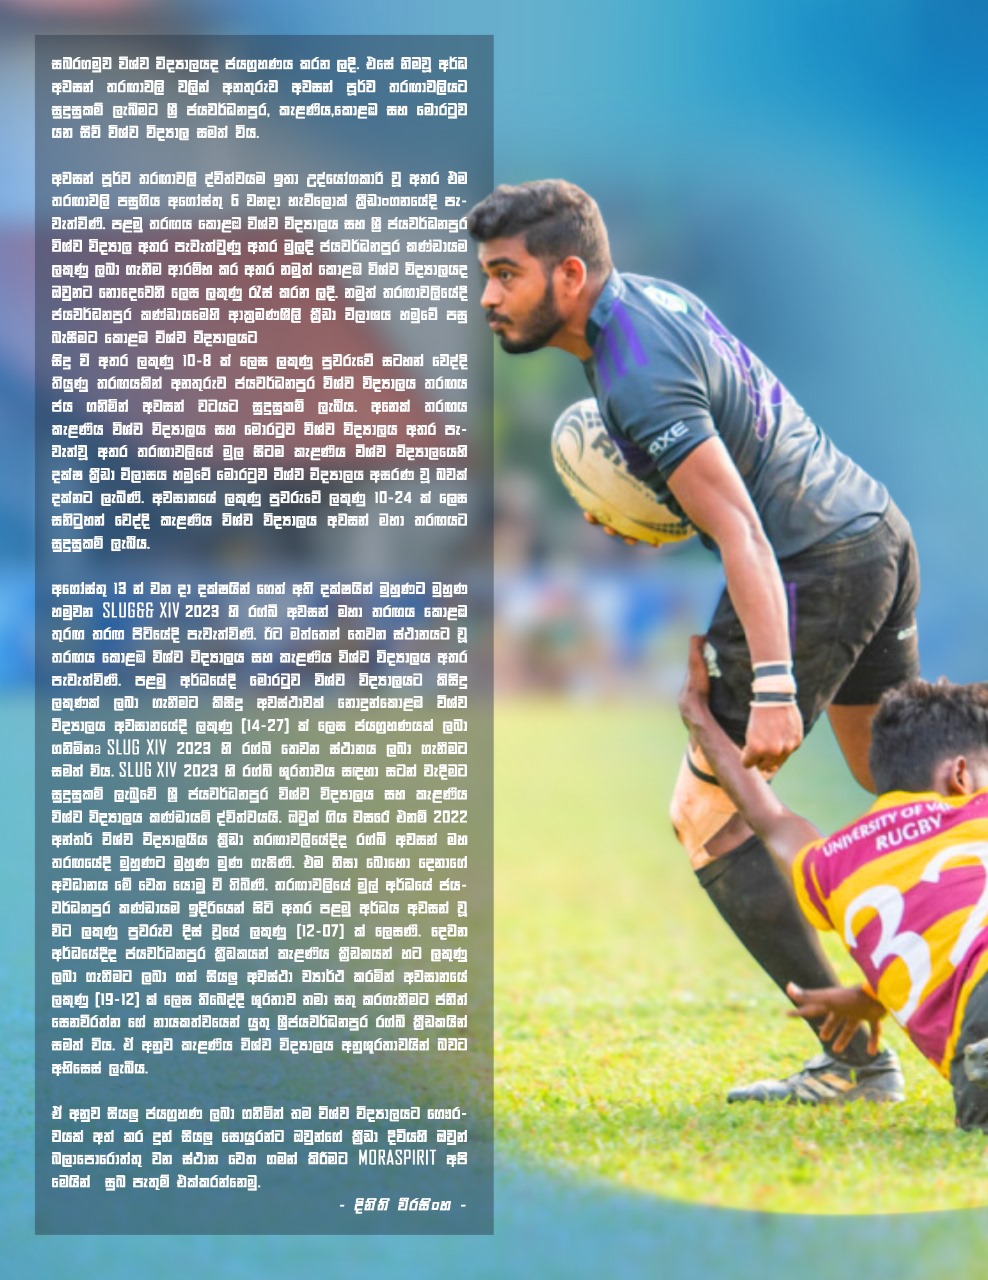 සබරගමුව විශ්ව විද්‍යාලයද ජයග්‍රහණය කරන ලදී. එසේ නිමවූ අර්ධ
අවසන් තරඟාවලි වලින් අනතුරුව අවසන් පූර්ව තරඟාවලියට
සුදුසුකම් ලැබීමට ශ්‍රී ජයවර්ධනපුර, කැළණිය,කොළඹ සහ මොරටුව
යන සිව් විශ්ව විද්‍යාල සමත් විය.
අවසන් පූර්ව තරඟාවලි ද්විත්වයම ඉතා උද්යෝගකාරී වූ අතර එම
තරඟාවලි පසුගිය අගෝස්තු 6 වනදා හැව්ලොක් ක්‍රීඩාංගනයේදී පැ-
වැත්විණි. පළමු තරඟය කොළඹ විශ්ව විද්‍යාලය සහ ශ්‍රී ජයවර්ධනපුර
විශ්ව විද්‍යාල අතර පැවැත්වුණු අතර මුලදී ජයවර්ධනපුර කණ්ඩායම
ලකුණු ලබා ගැනීම ආරම්භ කර අතර නමුත් කොළඹ විශ්ව විද්‍යාලයද
ඔවුනට නොදෙවෙනි ලෙස ලකුණු රැස් කරන ලදී. නමුත් තරඟාවලියේදී
ජයවර්ධනපුර කණ්ඩායමෙහි ආක්‍රමණශීලී ක්‍රීඩා විලාශය හමුවේ පසු
බැසීමට කොළඹ විශ්ව විද්‍යාලයට
සිදු වී අතර ලකුණු 10-8 ක් ලෙස ලකුණු පුවරුවේ සටහන් වෙද්දී
තියුණු තරඟයකින් අනතුරුව ජයවර්ධනපුර විශ්ව විද්‍යාලය තරඟය
ජය ගනිමින් අවසන් වටයට සුදුසුකම් ලැබීය. අනෙක් තරඟය
කැළණිය විශ්ව විද්‍යාලය සහ මොරටුව විශ්ව විද්‍යාලය අතර පැ-
වැත්වූ අතර තරඟාවලියේ මුල සිටම කැළණිය විශ්ව විද්‍යාලයෙහි
දක්ෂ ක්‍රීඩා විලාසය හමුවේ මොරටුව විශ්ව විද්‍යාලය අසරණ වූ බවක්
දක්නට ලැබිණි. අවසානයේ ලකුණු පුවරුවේ ලකුණු 10-24 ක් ලෙස
සනිටුහන් වෙද්දී කැළණිය විශ්ව විද්‍යාලය අවසන් මහා තරඟයට
සුදුසුකම් ලැබීය.
අගෝස්තු 13 න් වන දා දක්ෂයින් ගෙන් අති දක්ෂයින් මුහුණට මුහුණ
හමුවන SLUG&& XIV 2023 හි රග්බි අවසන් මහා තරඟය කොළඹ
තුරඟ තරඟ පිටියේදී පැවැත්විණි. ඊට මත්තෙන් තෙවන ස්ථානයට වූ
තරඟය කොළඹ විශ්ව විද්‍යාලය සහ කැළණිය විශ්ව විද්‍යාලය අතර
පැවැත්විණි. පළමු අර්ධයේදී මොරටුව විශ්ව විද්‍යාලයට කිසිදු
ලකුණක් ලබා ගැනීමට කිසිදු අවස්ථාවක් නොදුන්කොළඹ විශ්ව
විද්‍යාලය අවසානයේදී ලකුණු (14-27) ක් ලෙස ජයග්‍රහණයක් ලබා
ගනිමිනa SLUG XIV 2023 හි රග්බි තෙවන ස්ථානය ලබා ගැනීමට
සමත් විය. SLUG XIV 2023 හි රග්බි ශූරතාවය සඳහා සටන් වැදීමට
සුදුසුකම් ලැබුවේ ශ්‍රී ජයවර්ධනපුර විශ්ව විද්‍යාලය සහ කැළණිය
විශ්ව විද්‍යාලය කණ්ඩායම් ද්විත්වයයි. ඔවුන් ගිය වසරේ එනම් 2022
අන්තර් විශ්ව විද්‍යාලයීය ක්‍රීඩා තරඟාවලියේදිද රග්බි අවසන් මහ
තරඟයේදී මුහුණට මුහුණ මුණ ගැසිණි. එම නිසා බොහො දෙනාගේ
අවධානය මේ වෙත යොමු වී තිබිණි. තරඟාවලියේ මුල් අර්ධයේ ජය-
වර්ධනපුර කණ්ඩායම ඉදිරියෙන් සිටි අතර පළමු අර්ධය අවසන් වූ
විට ලකුණු පුවරුව දිස් වූයේ ලකුණු (12-07) ක් ලෙසණි. දෙවන
අර්ධයේදීද ජයවර්ධනපුර ක්‍රීඩකයන් කැළණිය ක්‍රීඩකයන් හට ලකුණු
ලබා ගැනීමට ලබා ගත් සියලු අවස්ථා ව්‍යාර්ථ කරමින් අවසානයේ
ලකුණු (19-12) ක් ලෙස තිබෙද්දී ශූරතාව තමා සතු කරගැනීමට ජනිත්
සෙනවිරත්න ගේ නායකත්වයෙන් යුතු ශ්‍රීජයවර්ධනපුර රග්බි ක්‍රීඩකයින්
සමත් විය. ඒ අනුව කැළණිය විශ්ව විද්‍යාලය අනුශූරතාවයින් බවට
අභිසෙස් ලැබීය.
ඒ අනුව සියලු ජයග්‍රහණ ලබා ගනිමින් තම විශ්ව විද්‍යාලයට ගෞර-
වයක් අත් කර දුන් සියලු සොයුරන්ට ඔවුන්ගේ ක්‍රීඩා දිවියහි ඔවුන්
බලාපොරොත්තු වන ස්ථාන වෙත ගමන් කිරීමට MORASPIRIT අපි
මෙයින් සුබ පැතුම් එක්කරන්නෙමු.
- දිනිති වීරසිංහ -
AXE
UNIVERSITY OF
RUGBY